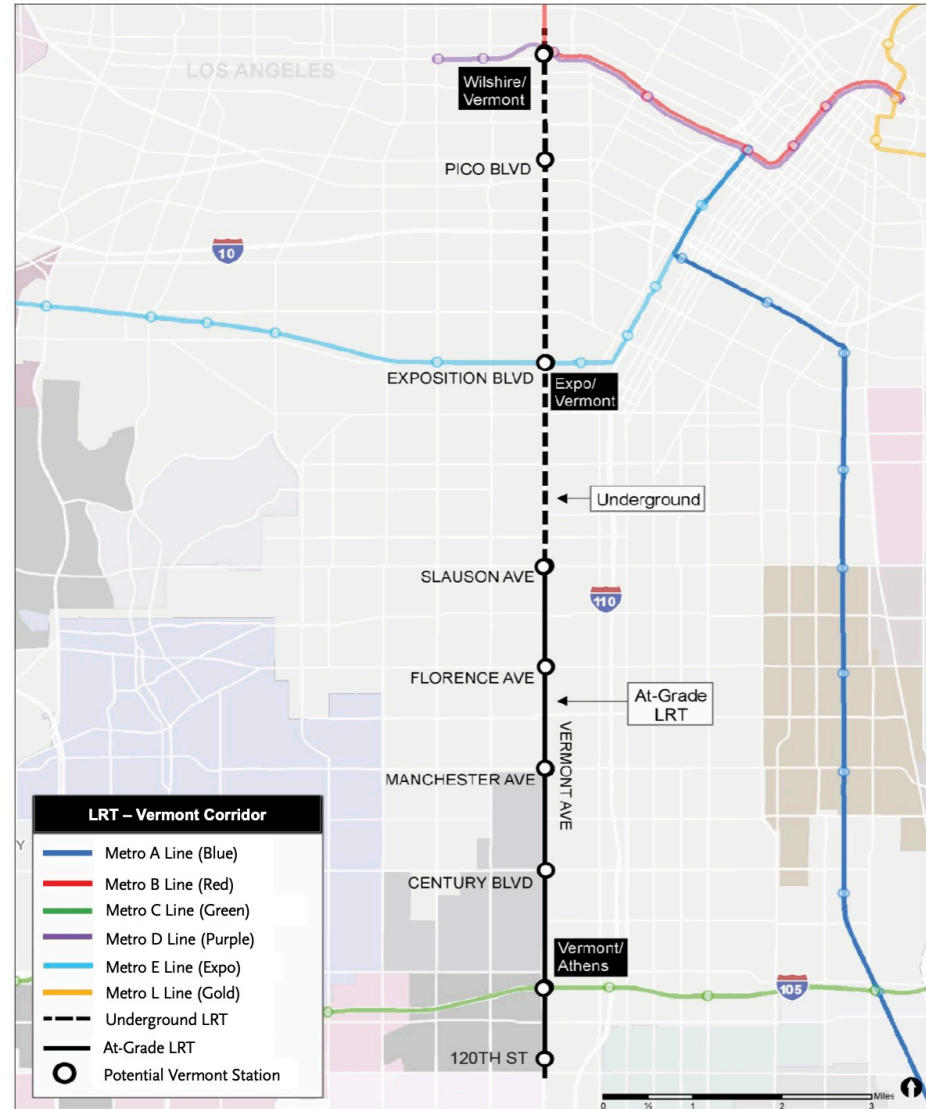 LOS ANGELES
Wilshire/
Vermont
PICO BLVD
10
EXPOSITION BLVD
Expo/
Vermont
Underground
SLAUSON AVE
110
FLORENCE AVE
At-Grade
LRT
VERMONT AVE
MANCHESTER AVE
CENTURY BLVD
Vermont/
Athens
105
120TH ST
Y
LRT – Vermont Corridor
Metro A Line (Blue)
Metro B Line (Red)
Metro C Line (Green)
Metro D Line (Purple)
Metro E Line (Expo)
Metro L Line (Gold)
Underground LRT
At-Grade LRT
Potential Vermont Station
0 ½ 1 2 3 Miles